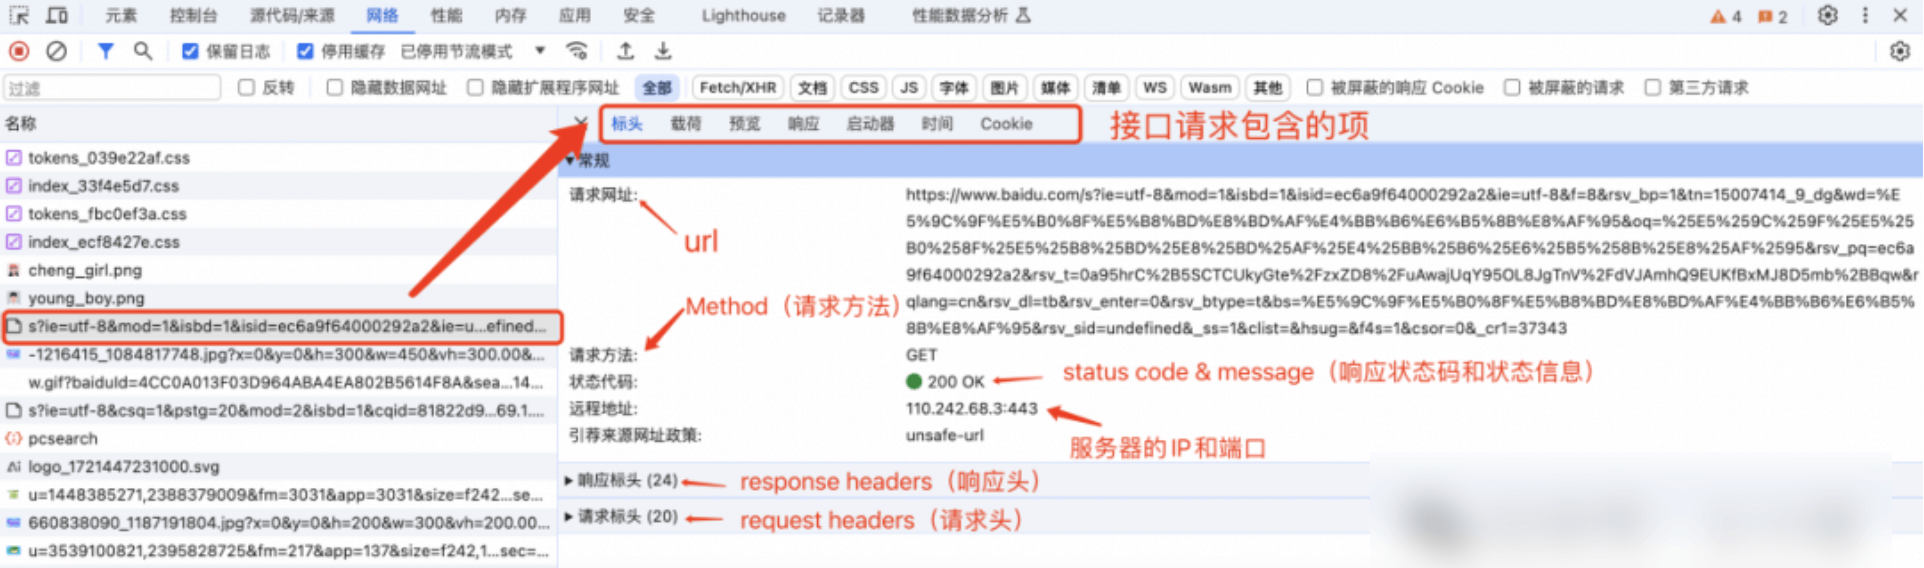 元素 控制台 源代码/来源 网络 性能 内存 应用 安全 Lighthouse 记录器 性能数据分析 4 2
保留日志 停用缓存 已停用节流模式
过滤 反转 隐藏数据网址 隐藏扩展程序网址 全部 Fetch/XHR 文档 CSS JS 字体 图片 媒体 清单 WS Wasm 其他 被屏蔽的响应 Cookie 被屏蔽的请求 第三方请求
名称
tokens_039e22af.css
index_33f4e5d7.css
tokens_fbc0ef3a.css
index_ecf8427e.css
cheng_girl.png
young_boy.png
s?ie=utf-8&mod=1&isbd=1&isid=ec6a9f64000292a2&ie=u...efined...
-1216415_1084817748.jpg?x=0&y=0&h=300&w=450&vh=300.00&...
w.gif?baiduId=4CC0A013F03D964ABA4EA802B5614F8A&sea...14...
s?ie=utf-8&csq=1&pstg=20&mod=2&isbd=1&cqid=81822d9...69.1....
pcsearch
logo_1721447231000.svg
u=1448385271,2388379009&fm=3031&app=3031&size=f242...se...
660838090_1187191804.jpg?x=0&y=0&h=200&w=300&vh=200.00...
u=3539100821,2395828725&fm=217&app=137&size=f242,1...sec=...
标头 载荷 预览 响应 启动器 时间 Cookie
接口请求包含的项
常规
请求网址:
https://www.baidu.com/s?ie=utf-8&mod=1&isbd=1&isid=ec6a9f64000292a2&ie=utf-8&f=8&rsv_bp=1&tn=15007414_9_dg&wd=%E
5%9C%9F%E5%B0%8F%E5%B8%BD%E8%BD%AF%E4%BB%B6%E6%B5%8B%E8%AF%95&oq=%25E5%259C%259F%25E5%25
B0%258F%25E5%25B8%25BD%25E8%25BD%25AF%25E4%25BB%25B6%25E6%25B5%258B%25E8%25AF%2595&rsv_pq=ec6a
9f64000292a2&rsv_t=0a95hrC%2B5SCTCUkyGte%2FzxZD8%2FuAwajUqY95OL8JgTnV%2FdVJAmhQ9EUKfBxMJ8D5mb%2BBqw&r
qlang=cn&rsv_dl=tb&rsv_enter=0&rsv_btype=t&bs=%E5%9C%9F%E5%B0%8F%E5%B8%BD%E8%BD%AF%E4%BB%B6%E6%B5%
8B%E8%AF%95&rsv_sid=undefined&_ss=1&clist=&hsug=&f4s=1&csor=0&_cr1=37343
url
Method（请求方法）
请求方法:
GET
状态代码:
200 OK
status code & message（响应状态码和状态信息）
远程地址:
110.242.68.3:443
引荐来源网址政策:
unsafe-url
服务器的IP和端口
响应标头 (24)
response headers（响应头）
请求标头 (20)
request headers（请求头）